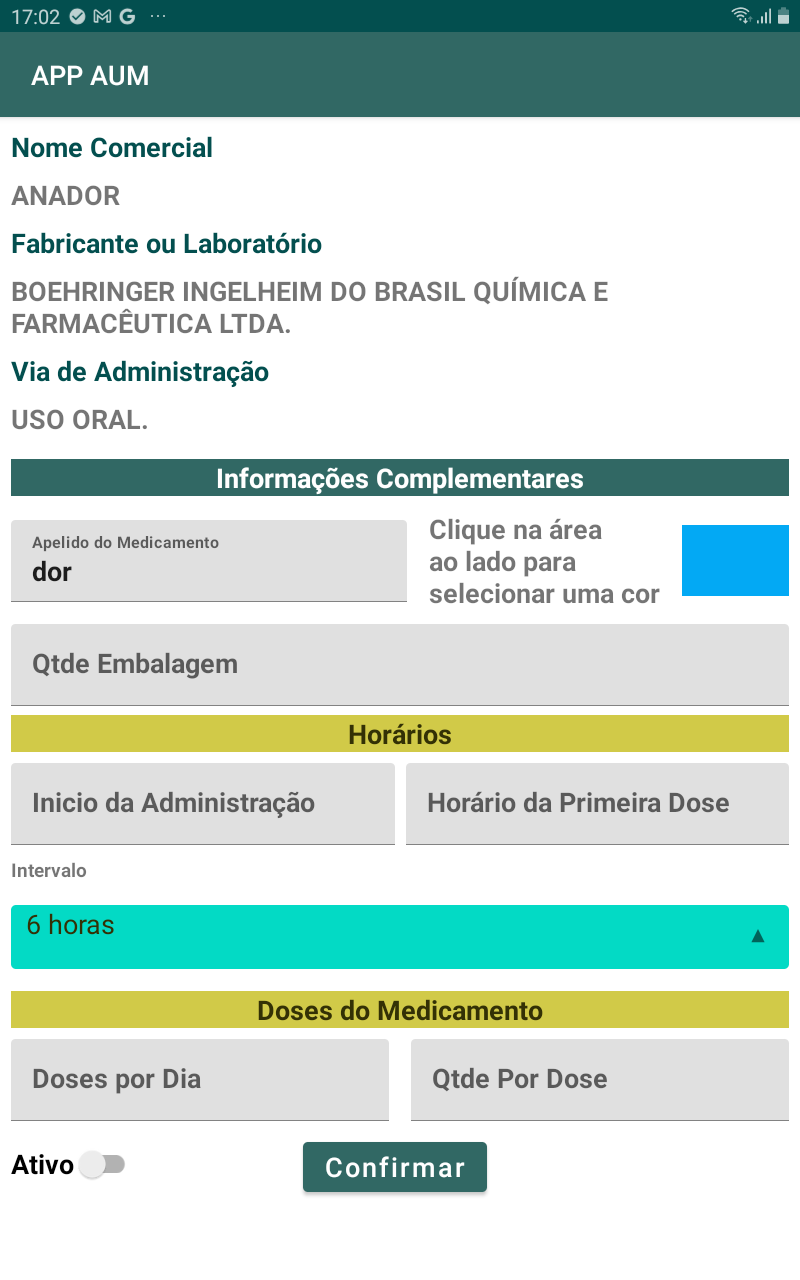 17:02
APP AUM
Nome Comercial
ANADOR
Fabricante ou Laboratório
BOEHRINGER INGELHEIM DO BRASIL QUÍMICA E
FARMACÊUTICA LTDA.
Via de Administração
USO ORAL.
Informações Complementares
Apelido do Medicamento
dor
Clique na área
ao lado para
selecionar uma cor
Qtde Embalagem
Horários
Inicio da Administração
Horário da Primeira Dose
Intervalo
6 horas
Doses do Medicamento
Doses por Dia
Qtde Por Dose
Ativo
Confirmar